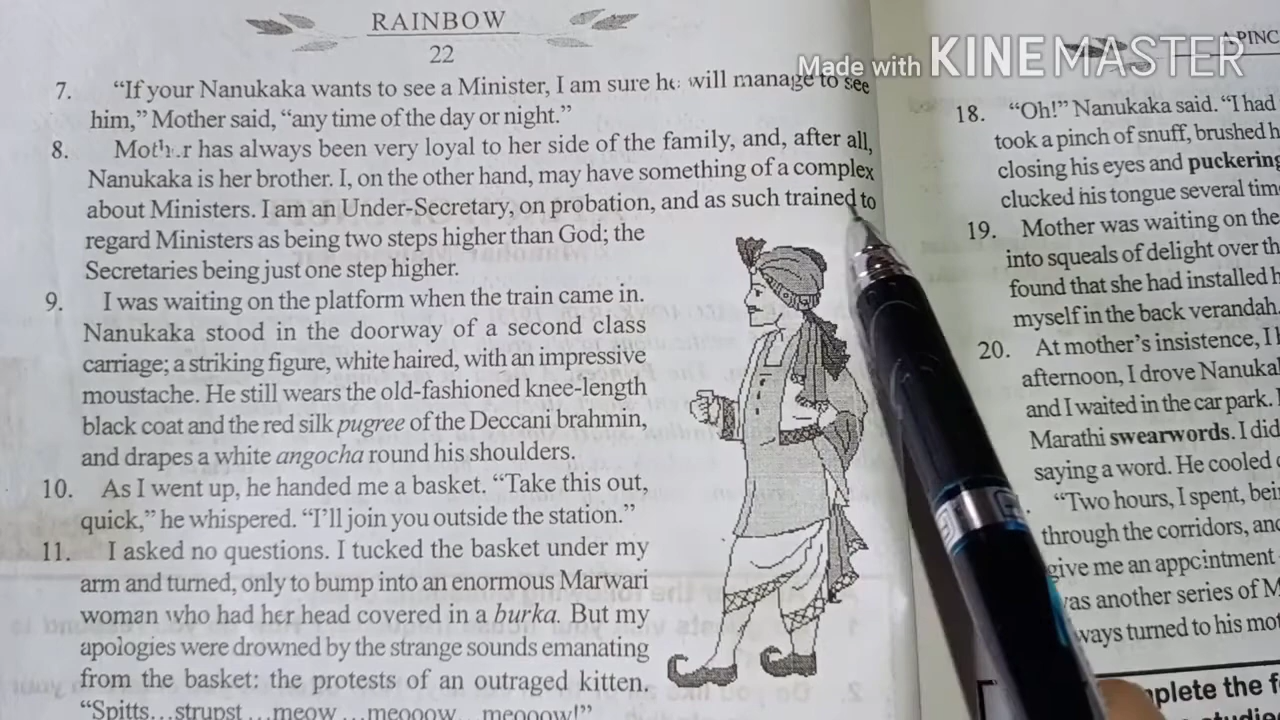 RAINBOW
22
Made with KINEMASTER
7. “If your Nanukaka wants to see a Minister, I am sure he will manage to see
him,” Mother said, “any time of the day or night.”
8. Mother has always been very loyal to her side of the family, and, after all,
Nanukaka is her brother. I, on the other hand, may have something of a complex
about Ministers. I am an Under-Secretary, on probation, and as such trained to
regard Ministers as being two steps higher than God; the
Secretaries being just one step higher.
9. I was waiting on the platform when the train came in.
Nanukaka stood in the doorway of a second class
carriage; a striking figure, white haired, with an impressive
moustache. He still wears the old-fashioned knee-length
black coat and the red silk pugree of the Deccani brahmin,
and drapes a white angocha round his shoulders.
10. As I went up, he handed me a basket. “Take this out,
quick,” he whispered. “I’ll join you outside the station.”
11. I asked no questions. I tucked the basket under my
arm and turned, only to bump into an enormous Marwari
woman who had her head covered in a burka. But my
apologies were drowned by the strange sounds emanating
from the basket: the protests of an outraged kitten.
“Spitts...strupst...meow...meooow...meooow!”
A PINC
18. “Oh!” Nanukaka said. “I had
took a pinch of snuff, brushed h
closing his eyes and puckering
clucked his tongue several tim
19. Mother was waiting on the
into squeals of delight over th
found that she had installed h
myself in the back verandah.
20. At mother’s insistence, I
afternoon, I drove Nanuka
and I waited in the car park.
Marathi swearwords. I did
saying a word. He cooled
“Two hours, I spent, bei
through the corridors, and
give me an appointment
was another series of M
ways turned to his mot
plete the f